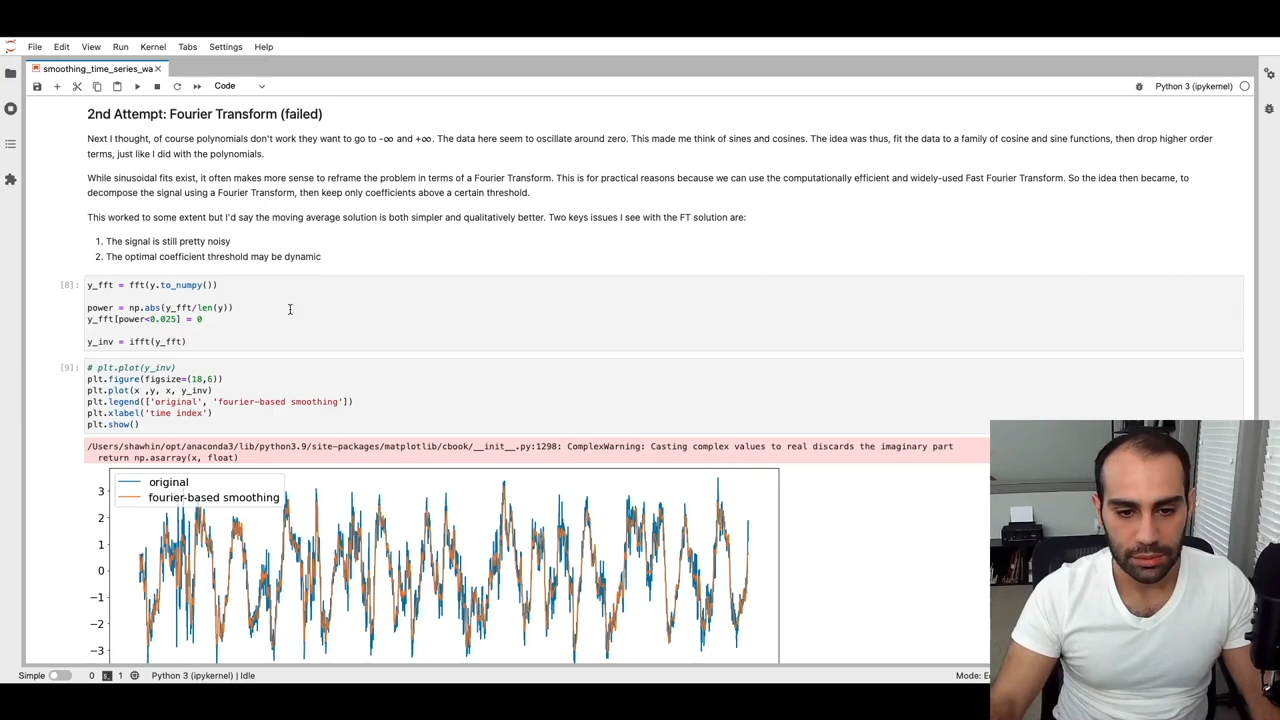 File Edit View Run Kernel Tabs Settings Help
smoothing_time_series_wa
Code
Python 3 (ipykernel)
2nd Attempt: Fourier Transform (failed)
Next I thought, of course polynomials don't work they want to go to -∞ and +∞. The data here seem to oscillate around zero. This made me think of sines and cosines. The idea was thus, fit the data to a family of cosine and sine functions, then drop higher order
terms, just like I did with the polynomials.
While sinusoidal fits exist, it often makes more sense to reframe the problem in terms of a Fourier Transform. This is for practical reasons because we can use the computationally efficient and widely-used Fast Fourier Transform. So the idea then became, to
decompose the signal using a Fourier Transform, then keep only coefficients above a certain threshold.
This worked to some extent but I'd say the moving average solution is both simpler and qualitatively better. Two keys issues I see with the FT solution are:
1. The signal is still pretty noisy
2. The optimal coefficient threshold may be dynamic
[8]: y_fft = fft(y.to_numpy())
power = np.abs(y_fft/len(y))
y_fft[power<0.025] = 0
y_inv = ifft(y_fft)
[9]: # plt.plot(y_inv)
plt.figure(figsize=(18,6))
plt.plot(x ,y, x, y_inv)
plt.legend(['original', 'fourier-based smoothing'])
plt.xlabel('time index')
plt.show()
/Users/shawhin/opt/anaconda3/lib/python3.9/site-packages/matplotlib/cbook/__init__.py:1298: ComplexWarning: Casting complex values to real discards the imaginary part
return np.asarray(x, float)
original
fourier-based smoothing
3
2
1
0
−1
−2
−3
Simple 0 1 Python 3 (ipykernel) | Idle